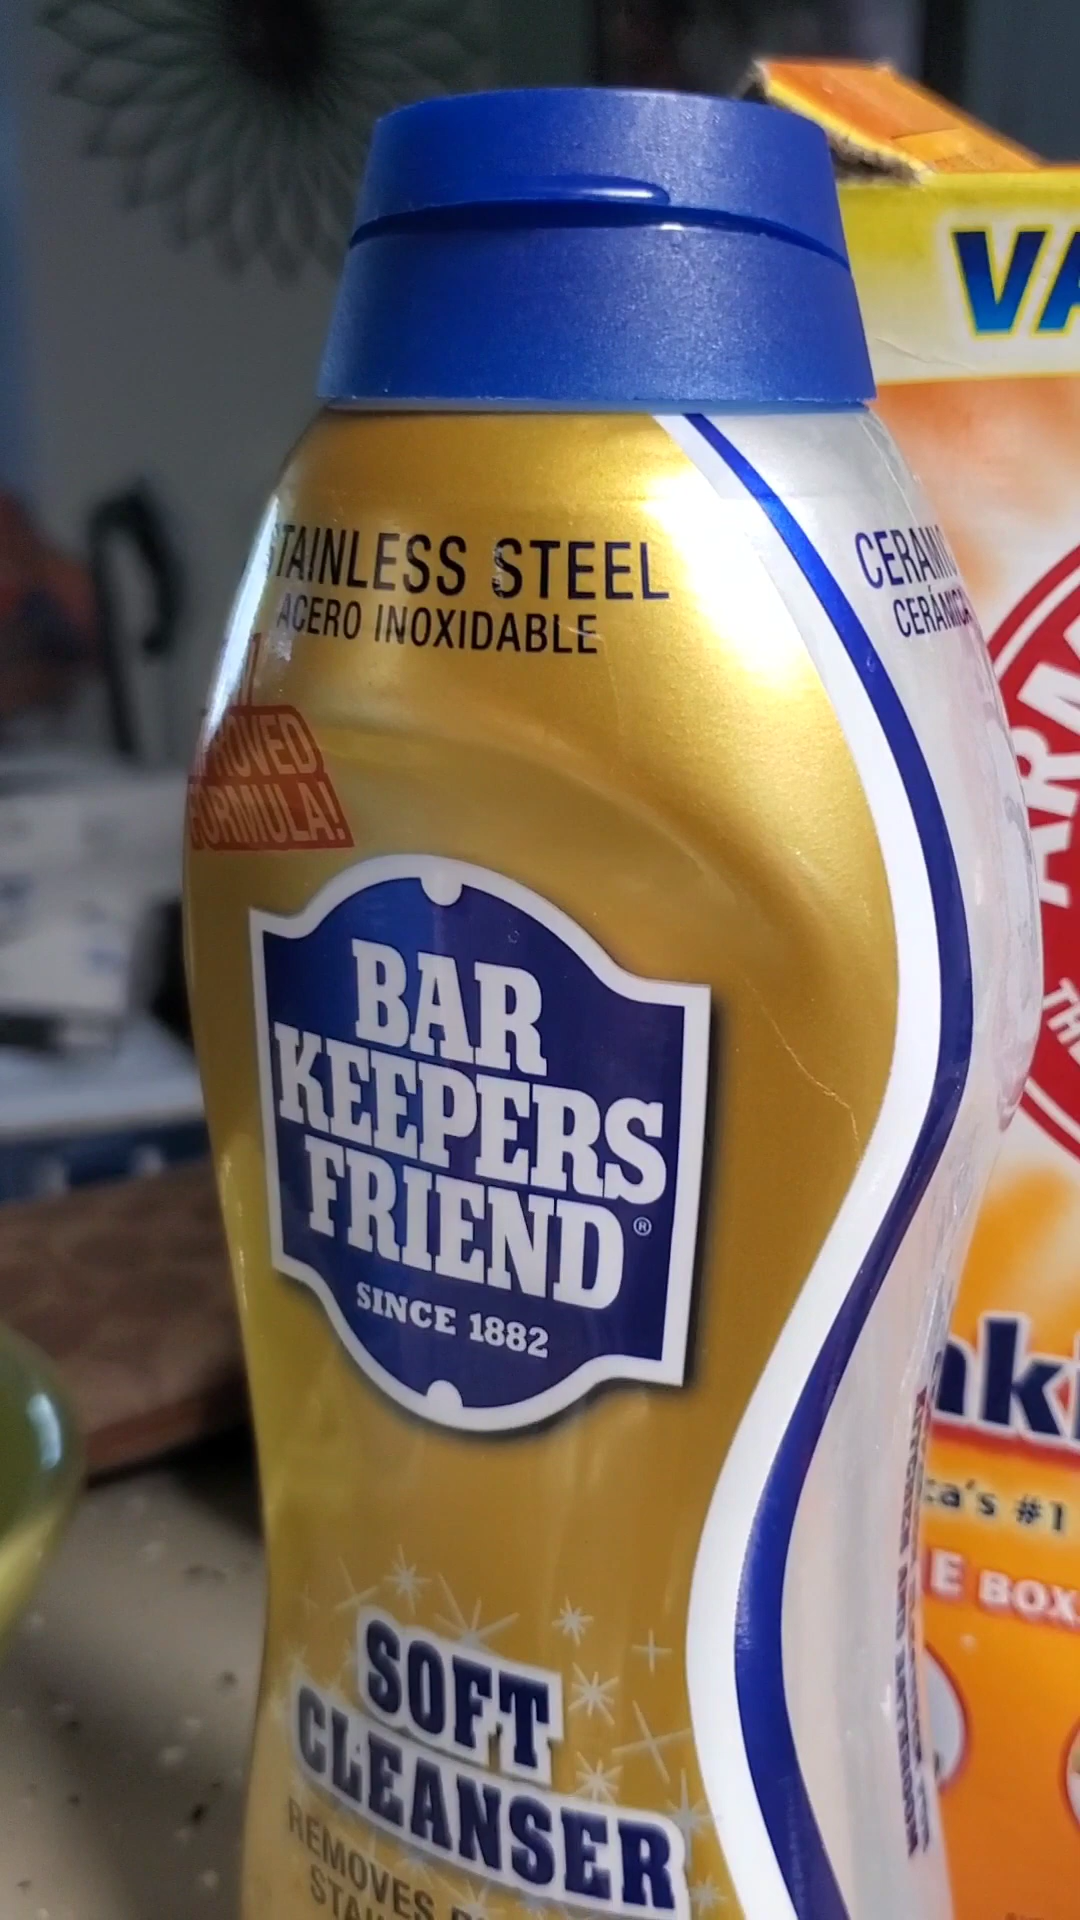 STAINLESS STEEL
ACERO INOXIDABLE
FORMULA!
BAR
KEEPERS
FRIEND®
SINCE 1882
SOFT
CLEANSER
REMOVES
CERAMIC
CERÁMICA
VA
ARM
THE
ca's #1
E BOX